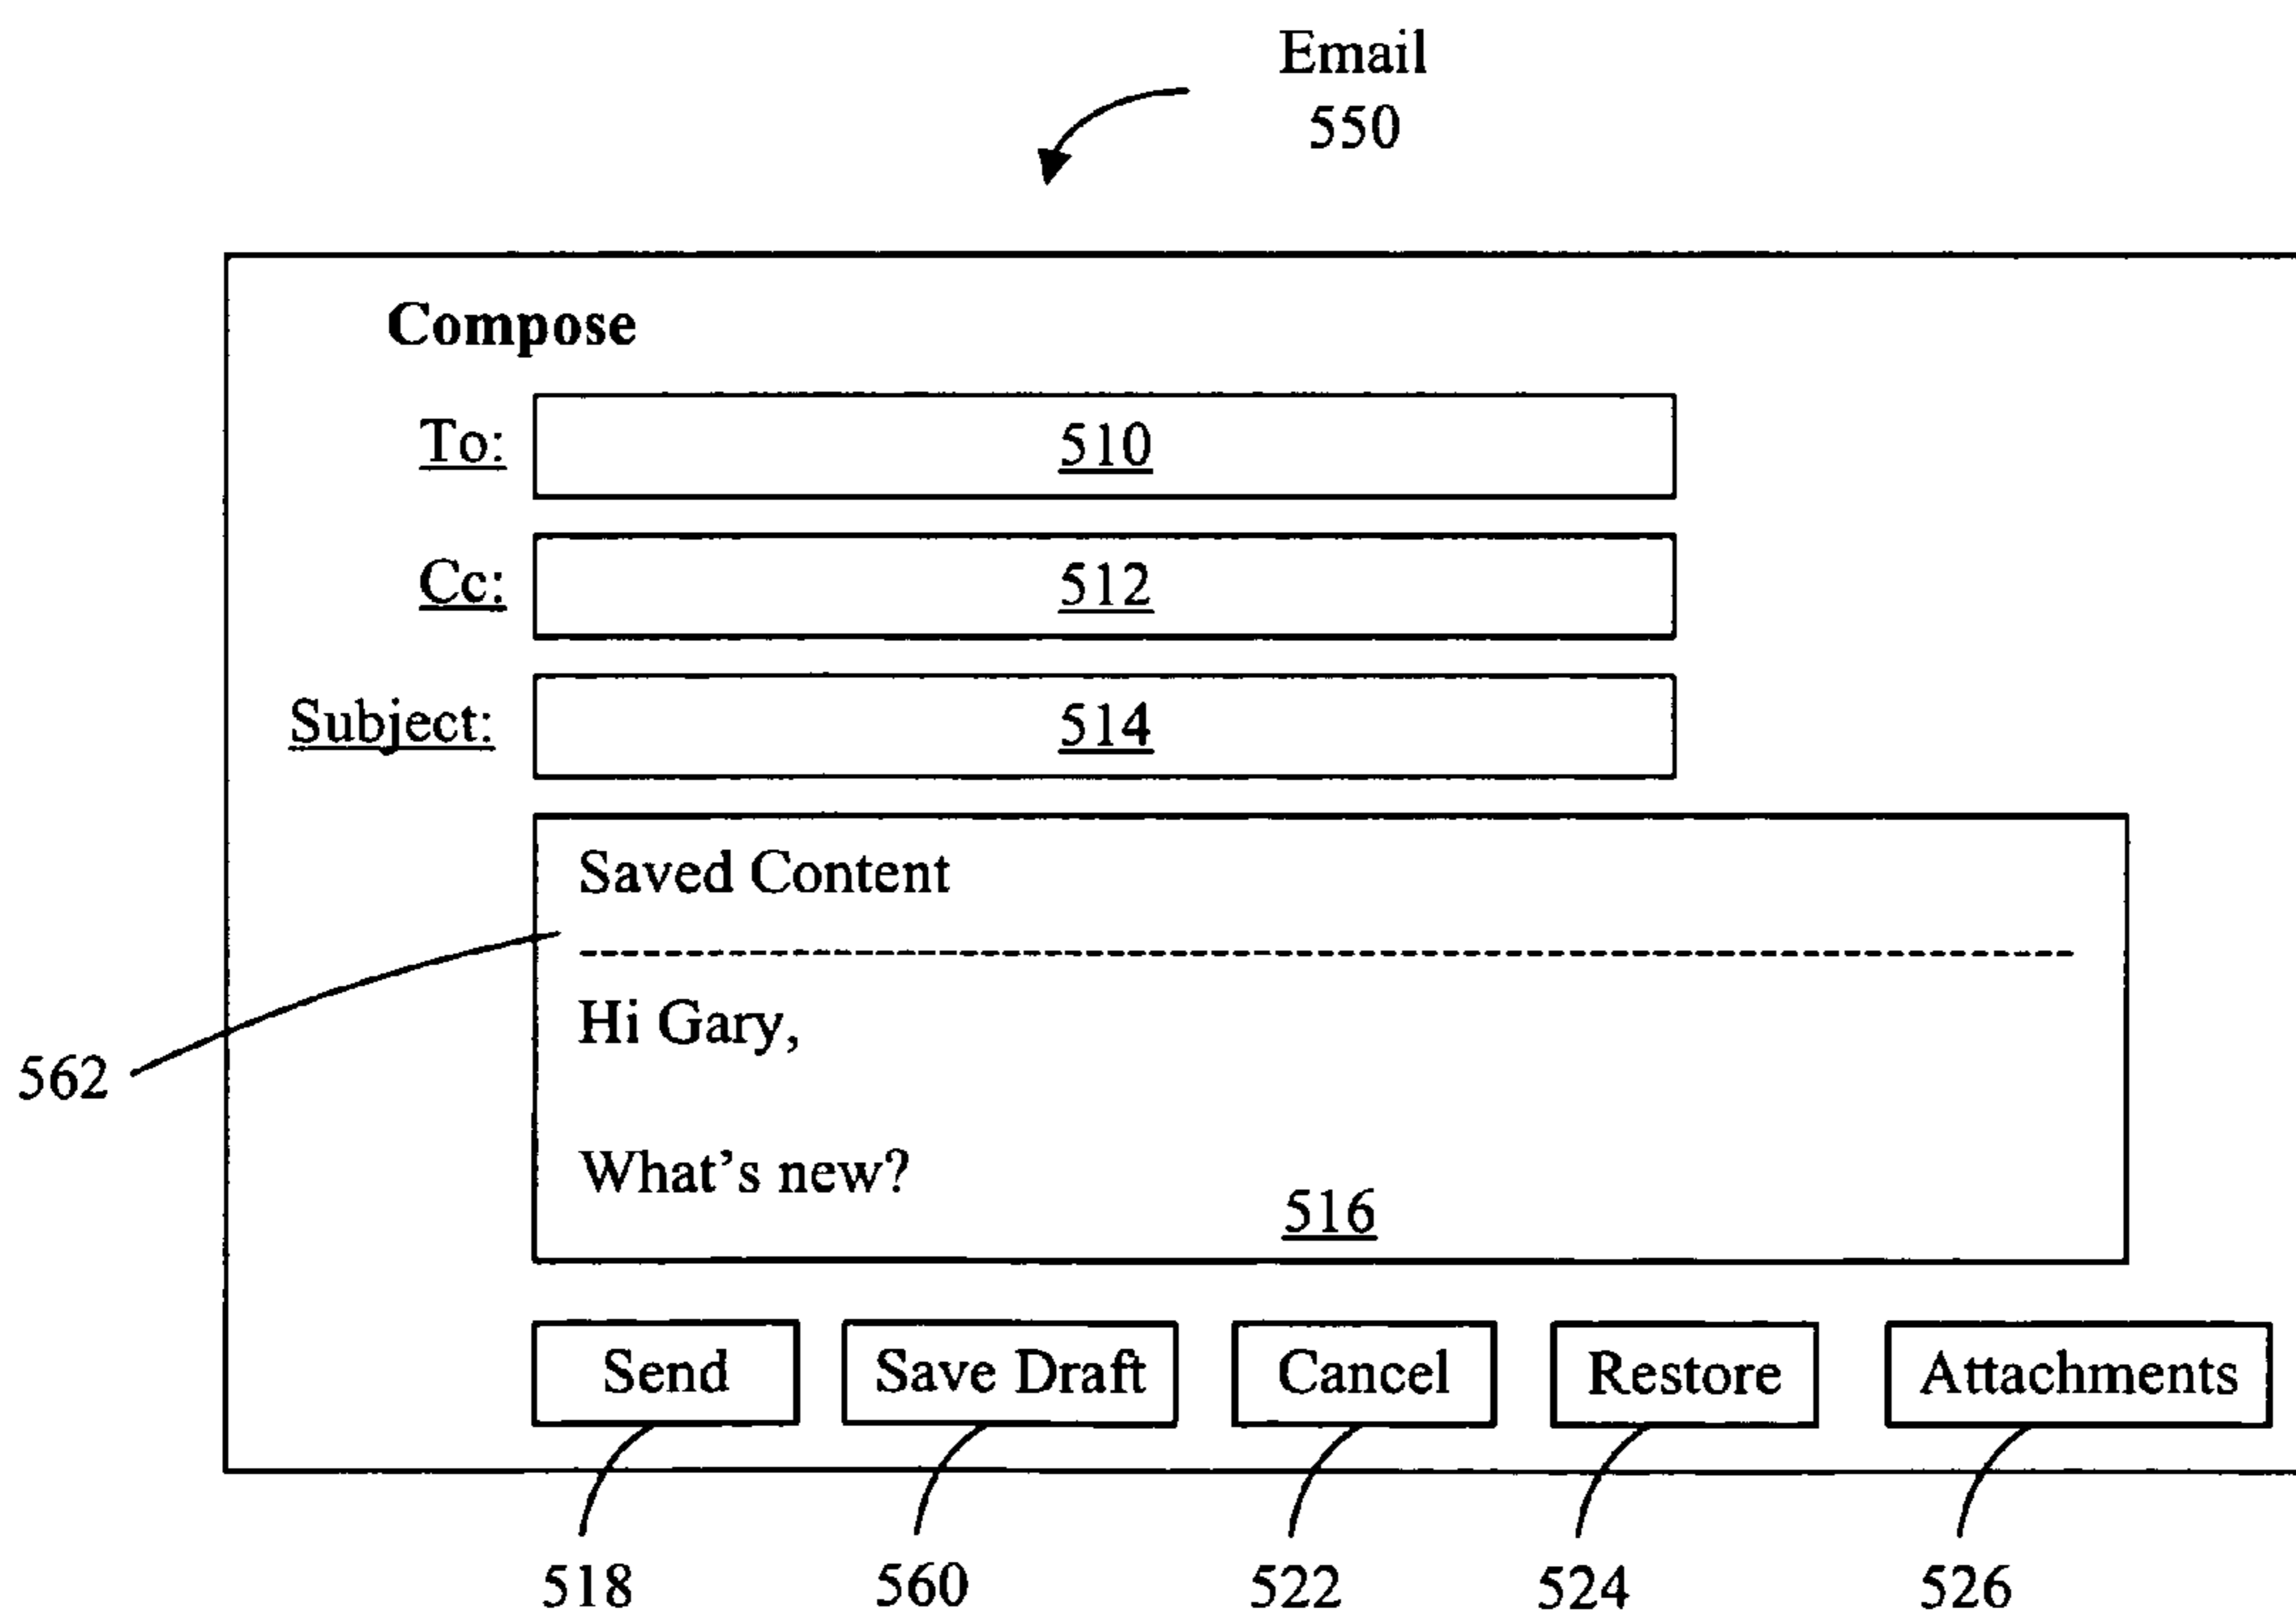 Email
550
Compose
To: 510
Cc: 512
Subject: 514
Saved Content
--------------------------------------------------------------------------------
Hi Gary,
562
What's new?
516
Send Save Draft Cancel Restore Attachments
518 560 522 524 526